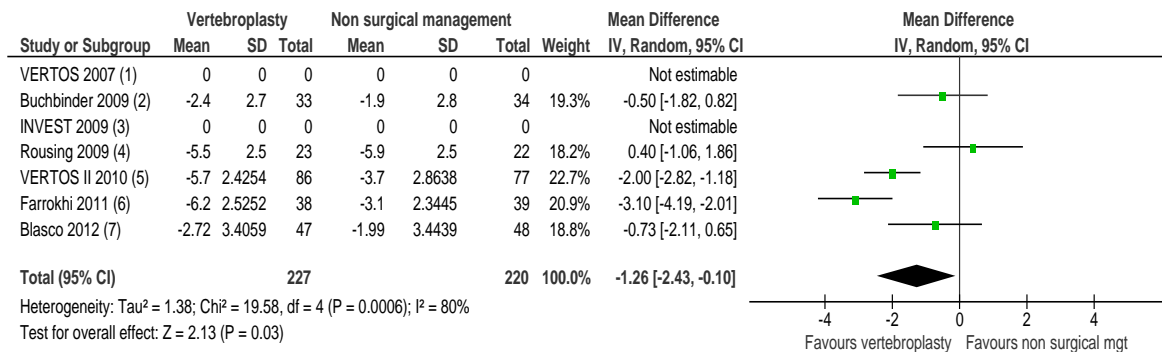 Vertebroplasty Non surgical management Mean Difference Mean Difference
Study or Subgroup Mean SD Total Mean SD Total Weight IV, Random, 95% CI IV, Random, 95% CI
VERTOS 2007 (1) 0 0 0 0 0 0 Not estimable
Buchbinder 2009 (2) -2.4 2.7 33 -1.9 2.8 34 19.3% -0.50 [-1.82, 0.82]
INVEST 2009 (3) 0 0 0 0 0 0 Not estimable
Rousing 2009 (4) -5.5 2.5 23 -5.9 2.5 22 18.2% 0.40 [-1.06, 1.86]
VERTOS II 2010 (5) -5.7 2.4254 86 -3.7 2.8638 77 22.7% -2.00 [-2.82, -1.18]
Farrokhi 2011 (6) -6.2 2.5252 38 -3.1 2.3445 39 20.9% -3.10 [-4.19, -2.01]
Blasco 2012 (7) -2.72 3.4059 47 -1.99 3.4439 48 18.8% -0.73 [-2.11, 0.65]
Total (95% CI) 227 220 100.0% -1.26 [-2.43, -0.10]
Heterogeneity: Tau² = 1.38; Chi² = 19.58, df = 4 (P = 0.0006); I² = 80%
Test for overall effect: Z = 2.13 (P = 0.03)
-4 -2 0 2 4
Favours vertebroplasty Favours non surgical mgt